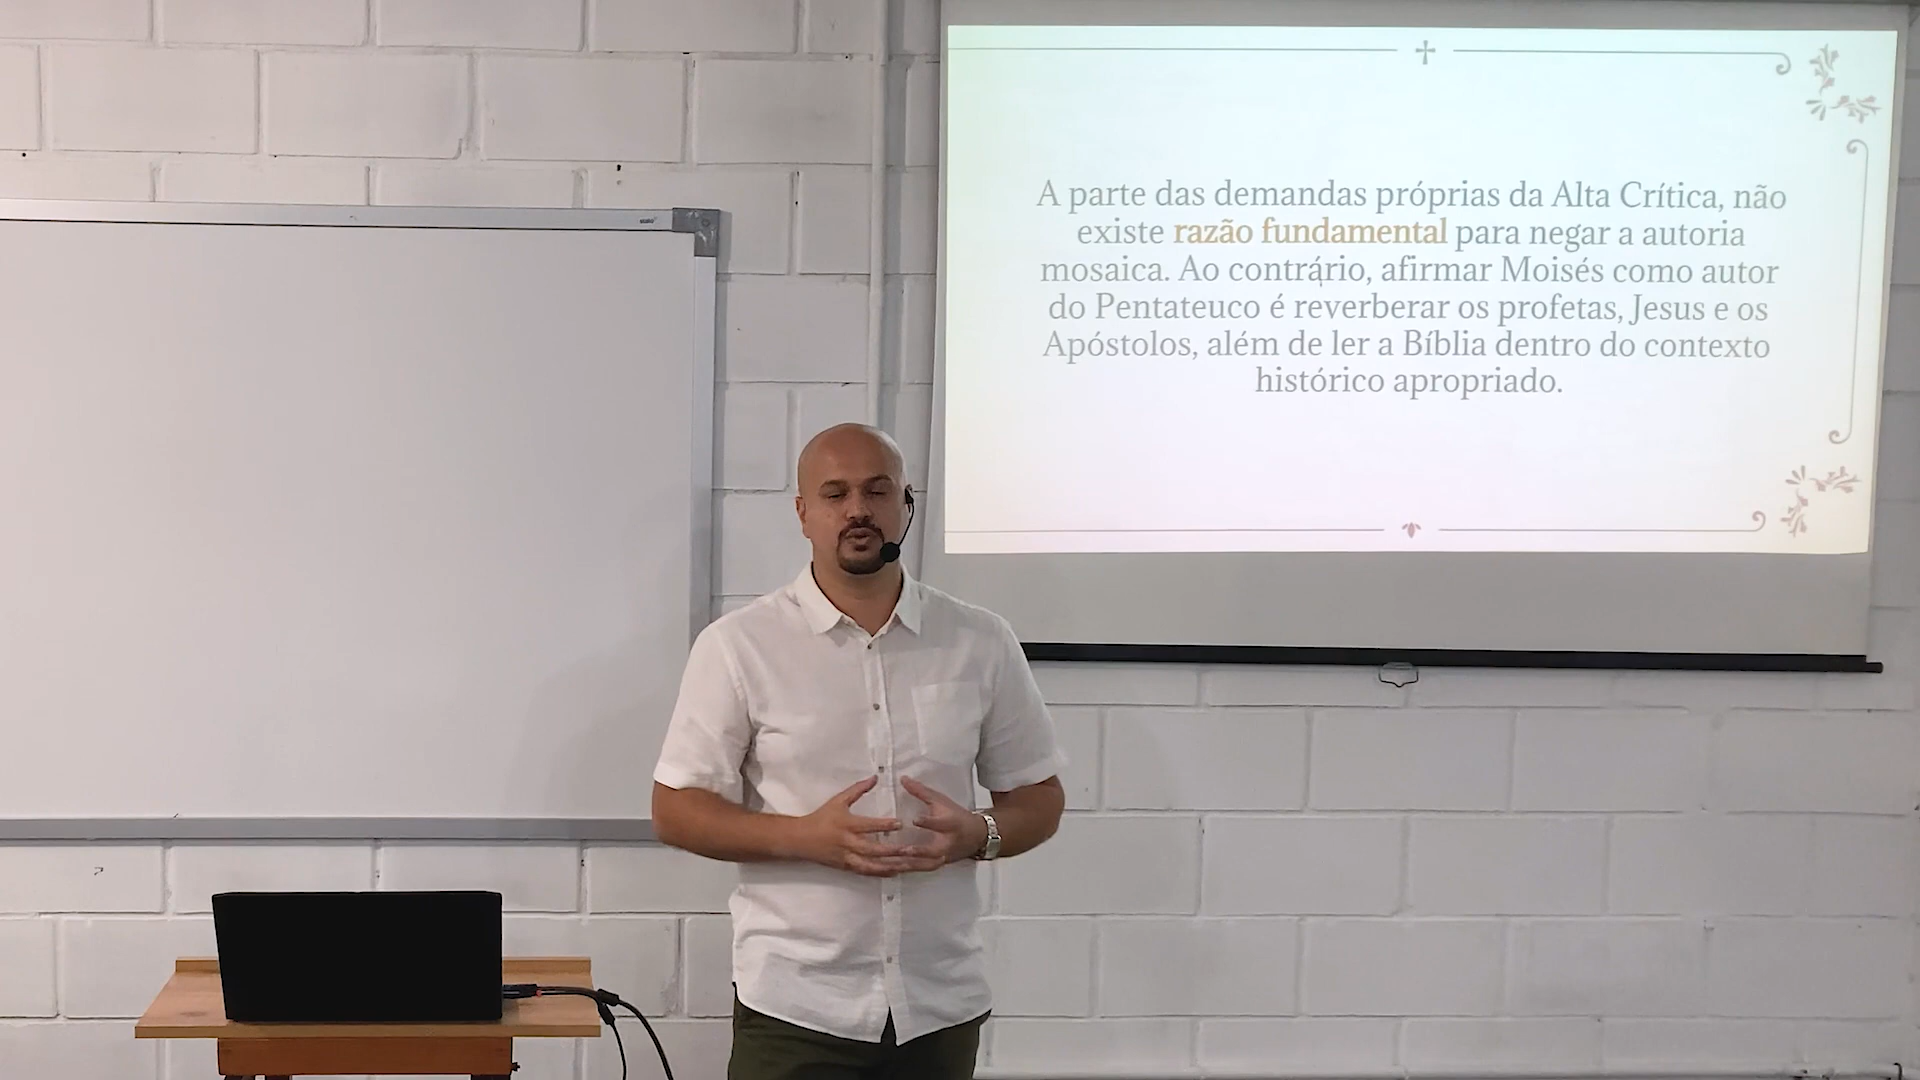 A parte das demandas próprias da Alta Crítica, não
existe razão fundamental para negar a autoria
mosaica. Ao contrário, afirmar Moisés como autor
do Pentateuco é reverberar os profetas, Jesus e os
Apóstolos, além de ler a Bíblia dentro do contexto
histórico apropriado.